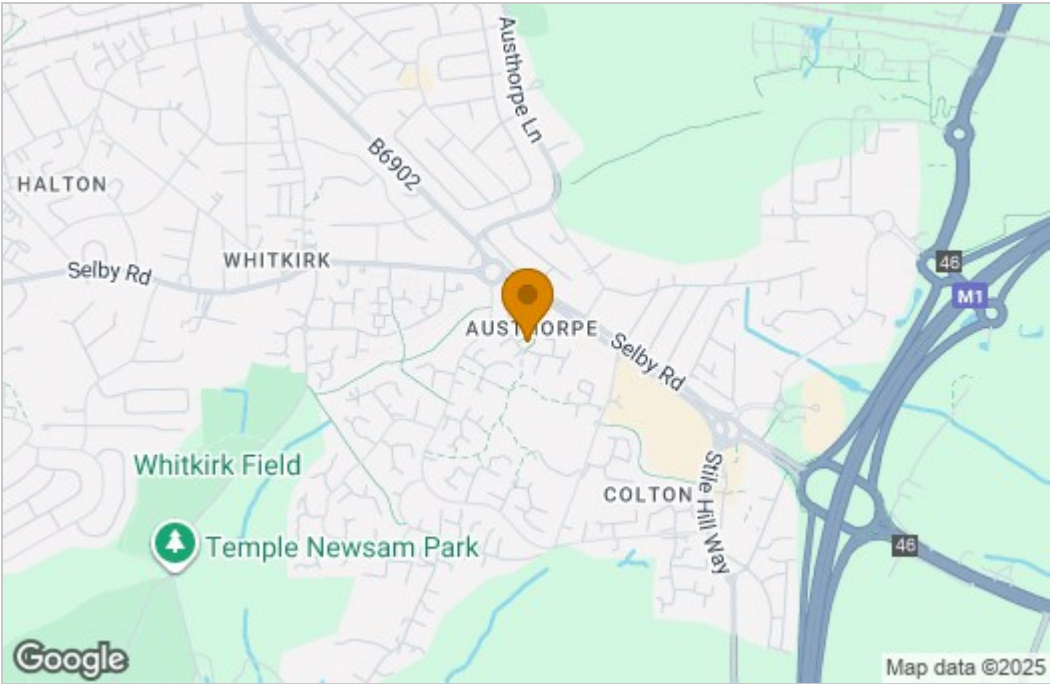 Austhorpe Ln
B6902
HALTON
WHITKIRK
Selby Rd
46
M1
AUSTHORPE
Selby Rd
Whitkirk Field
COLTON
Stile Hill Way
Temple Newsam Park
46
Google
Map data ©2025